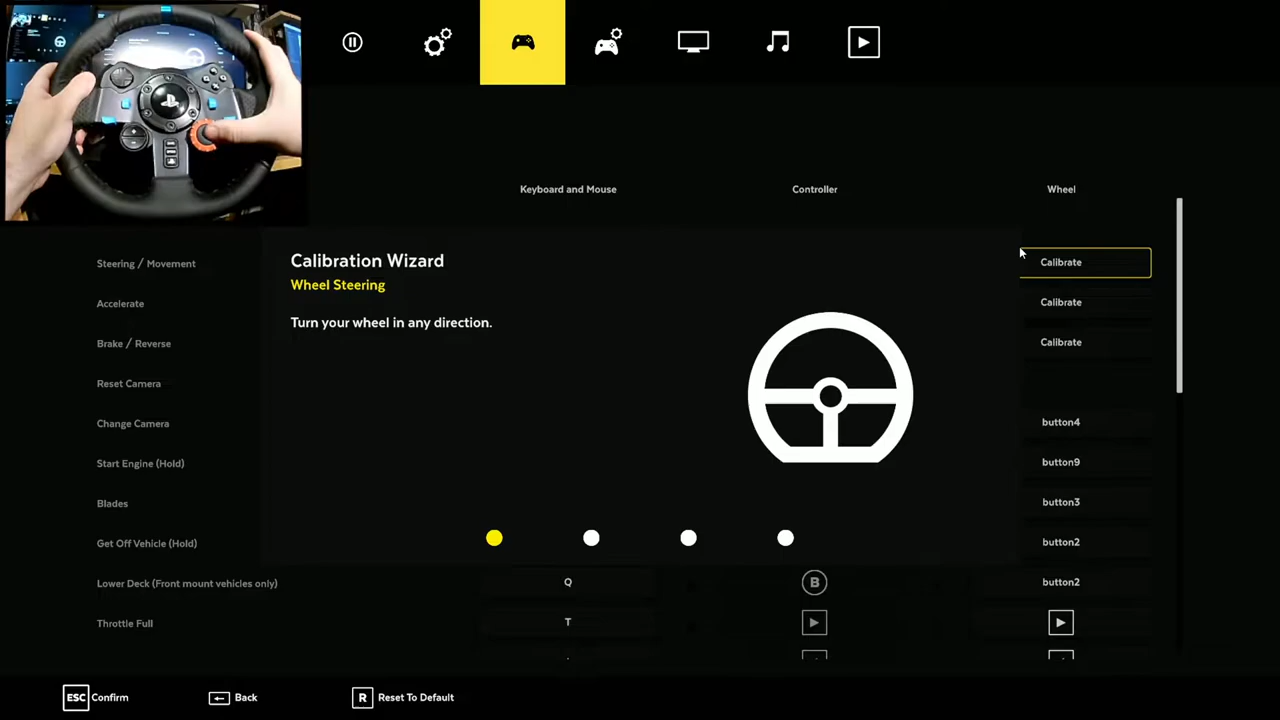 Keyboard and Mouse Controller Wheel
Calibration Wizard
Wheel Steering
Turn your wheel in any direction.
Steering / Movement Calibrate
Accelerate Calibrate
Brake / Reverse Calibrate
Reset Camera
Change Camera button4
Start Engine (Hold) button9
Blades button3
Get Off Vehicle (Hold) button2
Lower Deck (Front mount vehicles only) Q B button2
Throttle Full T
ESC Confirm Back R Reset To Default